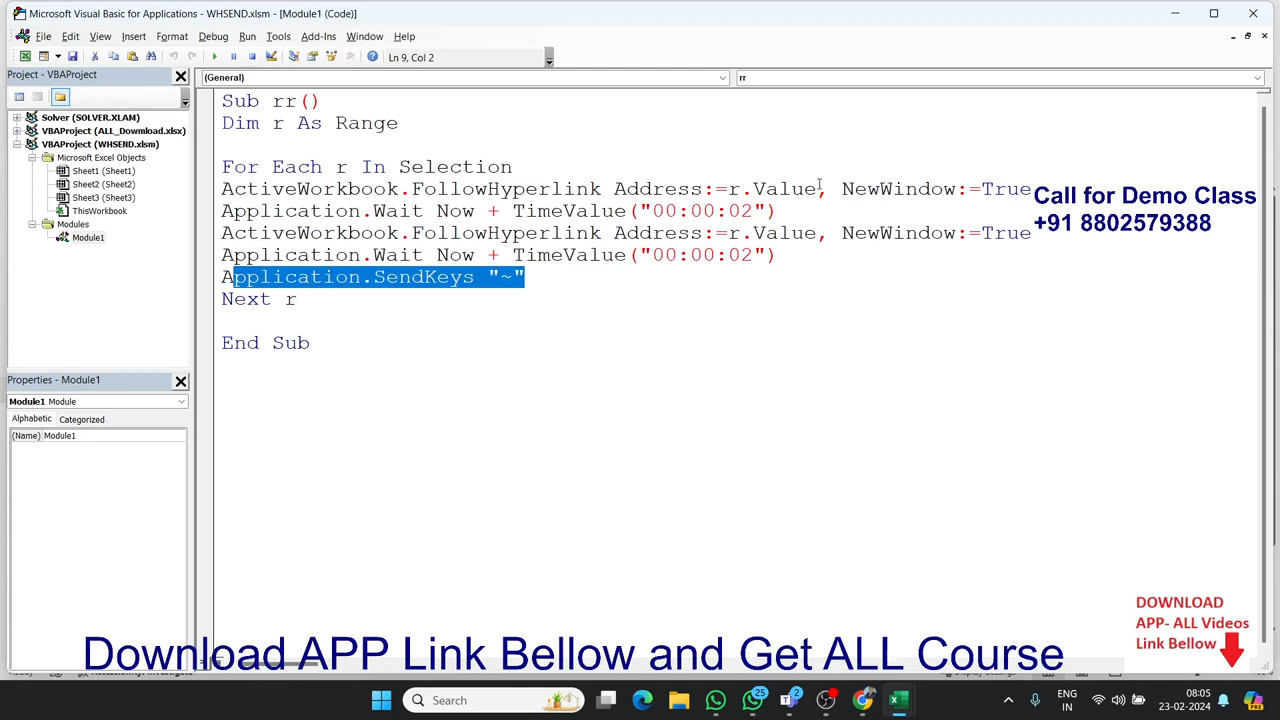 Microsoft Visual Basic for Applications - WHSEND.xlsm - [Module1 (Code)]
File Edit View Insert Format Debug Run Tools Add-Ins Window Help
Ln 9, Col 2
Project - VBAProject
(General)
rr
Solver (SOLVER.XLAM)
VBAProject (ALL_Dowmload.xlsx)
VBAProject (WHSEND.xlsm)
Microsoft Excel Objects
Sheet1 (Sheet1)
Sheet2 (Sheet2)
Sheet3 (Sheet3)
ThisWorkbook
Modules
Module1
Properties - Module1
Module1 Module
Alphabetic Categorized
(Name) Module1
Sub rr()
Dim r As Range
For Each r In Selection
ActiveWorkbook.FollowHyperlink Address:=r.Value, NewWindow:=True
Application.Wait Now + TimeValue("00:00:02")
ActiveWorkbook.FollowHyperlink Address:=r.Value, NewWindow:=True
Application.Wait Now + TimeValue("00:00:02")
Application.SendKeys "~"
Next r
End Sub
Call for Demo Class
+91 8802579388
DOWNLOAD
APP- ALL Videos
Link Bellow
Download APP Link Bellow and Get ALL Course
Search
25
2
ENG
IN
08:05
23-02-2024